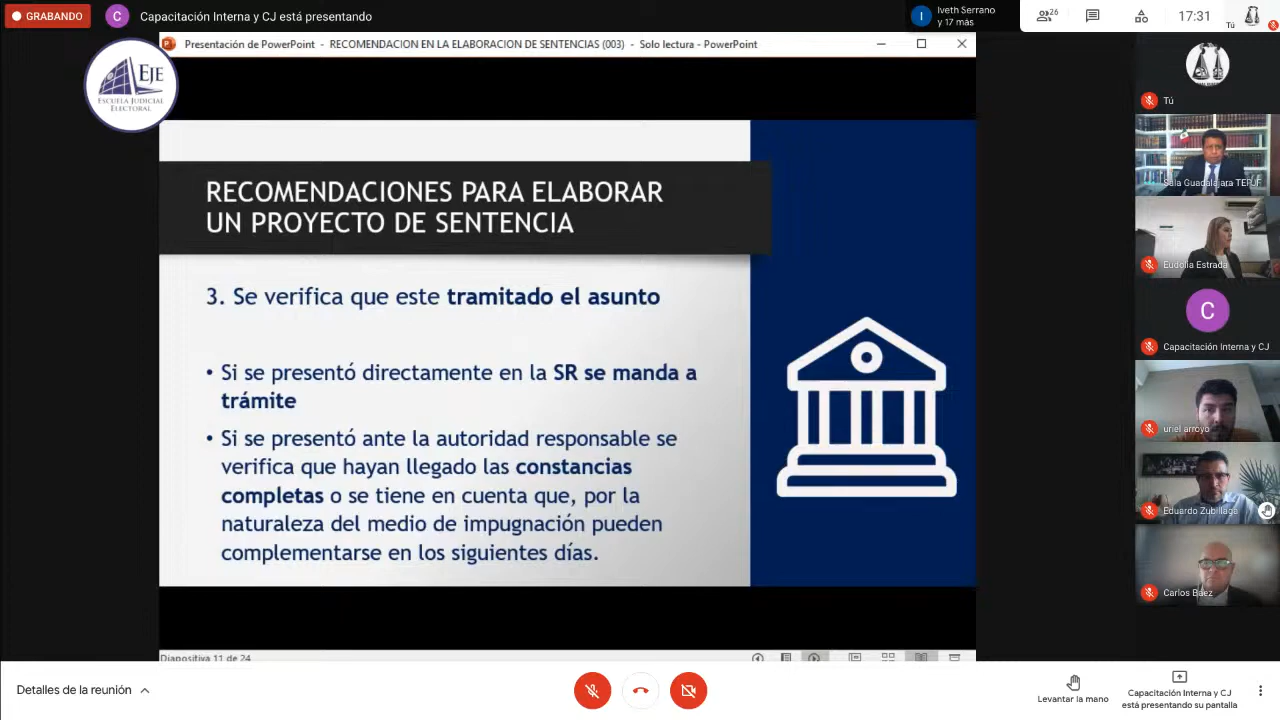 GRABANDO
C
Capacitación Interna y CJ está presentando
I
Iveth Serrano
y 17 más
26
17:31
Tú
Presentación de PowerPoint - RECOMENDACION EN LA ELABORACION DE SENTENCIAS (003) - Solo lectura - PowerPoint
EJE
ESCUELA JUDICIAL
ELECTORAL
RECOMENDACIONES PARA ELABORAR
UN PROYECTO DE SENTENCIA
3. Se verifica que este tramitado el asunto
• Si se presentó directamente en la SR se manda a
trámite
• Si se presentó ante la autoridad responsable se
verifica que hayan llegado las constancias
completas o se tiene en cuenta que, por la
naturaleza del medio de impugnación pueden
complementarse en los siguientes días.
Diapositiva 11 de 24
Tú
Sala Guadalajara TEPJF
Eudolia Estrada
C
Capacitación Interna y CJ
uriel arroyo
Eduardo Zubillaga
Carlos Báez
Detalles de la reunión
Levantar la mano
Capacitación Interna y CJ
está presentando su pantalla